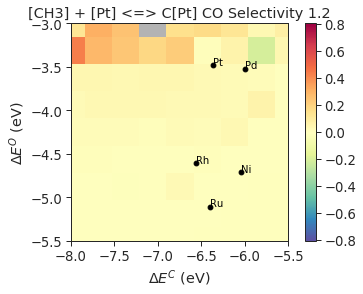 [CH3] + [Pt] <=> C[Pt] CO Selectivity 1.2
−3.0
−3.5
−4.0
−4.5
−5.0
−5.5
ΔE^O (eV)
Pt
Pd
Rh
Ni
Ru
−8.0 −7.5 −7.0 −6.5 −6.0 −5.5
ΔE^C (eV)
0.8
0.6
0.4
0.2
0.0
−0.2
−0.4
−0.6
−0.8